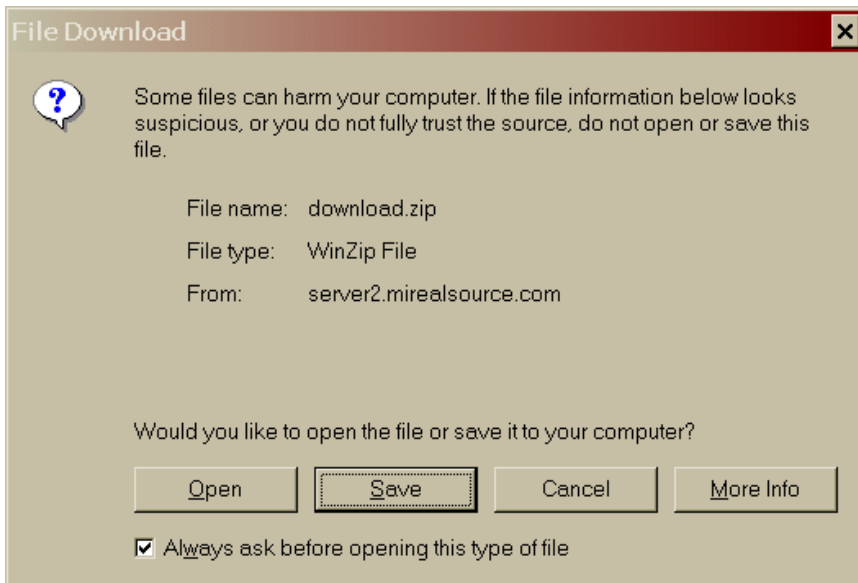 File Download
Some files can harm your computer. If the file information below looks
suspicious, or you do not fully trust the source, do not open or save this
file.
File name: download.zip
File type: WinZip File
From: server2.mirealsource.com
Would you like to open the file or save it to your computer?
Open Save Cancel More Info
Always ask before opening this type of file